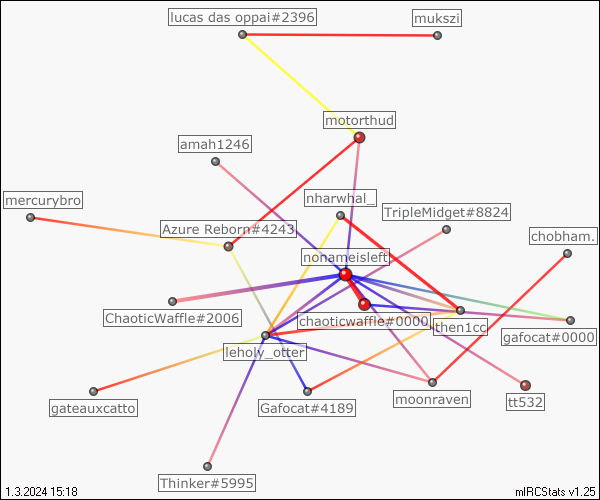 lucas das oppai#2396
mukszi
motorthud
amah1246
mercurybro
nharwhal_
TripleMidget#8824
Azure Reborn#4243
chobham.
nonameisleft
ChaoticWaffle#2006
chaoticwaffle#0000
then1cc
gafocat#0000
leholy_otter
gateauxcatto
Gafocat#4189
moonraven
tt532
Thinker#5995
1.3.2024 15:18
mIRCStats v1.25